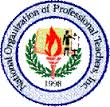 National Organization of Professional Teachers, Inc.
1998